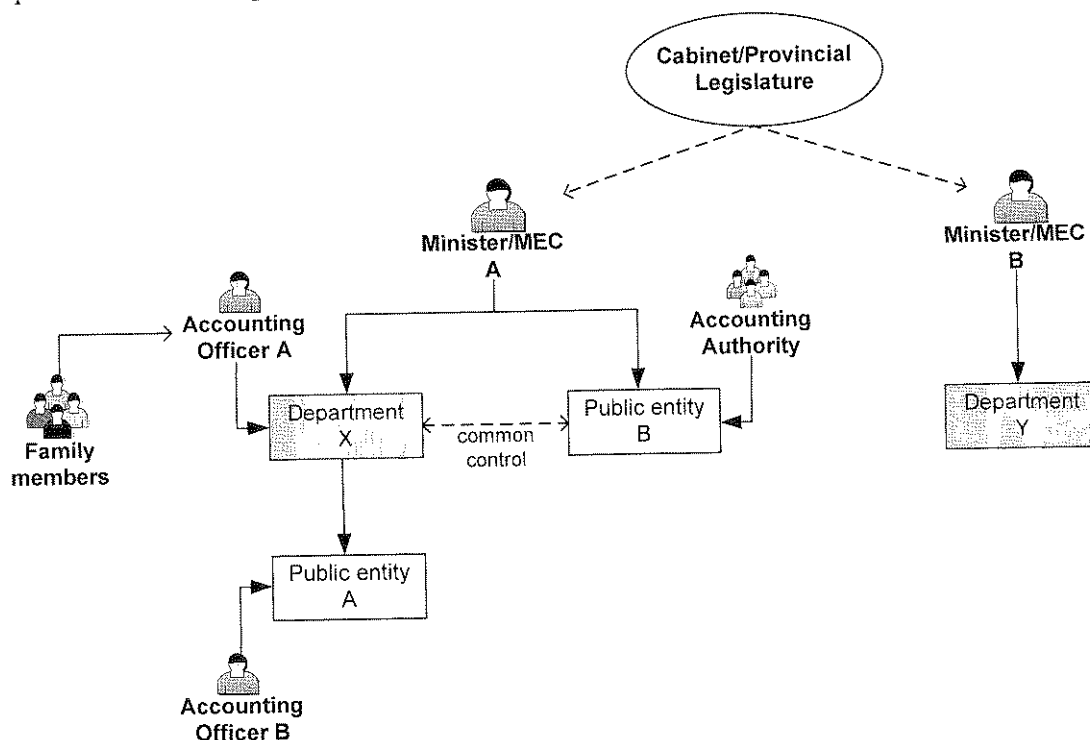 Cabinet/Provincial
Legislature
Minister/MEC
A
Minister/MEC
B
Accounting
Officer A
Accounting
Authority
Family
members
Department
X
common
control
Public entity
B
Department
Y
Public entity
A
Accounting
Officer B